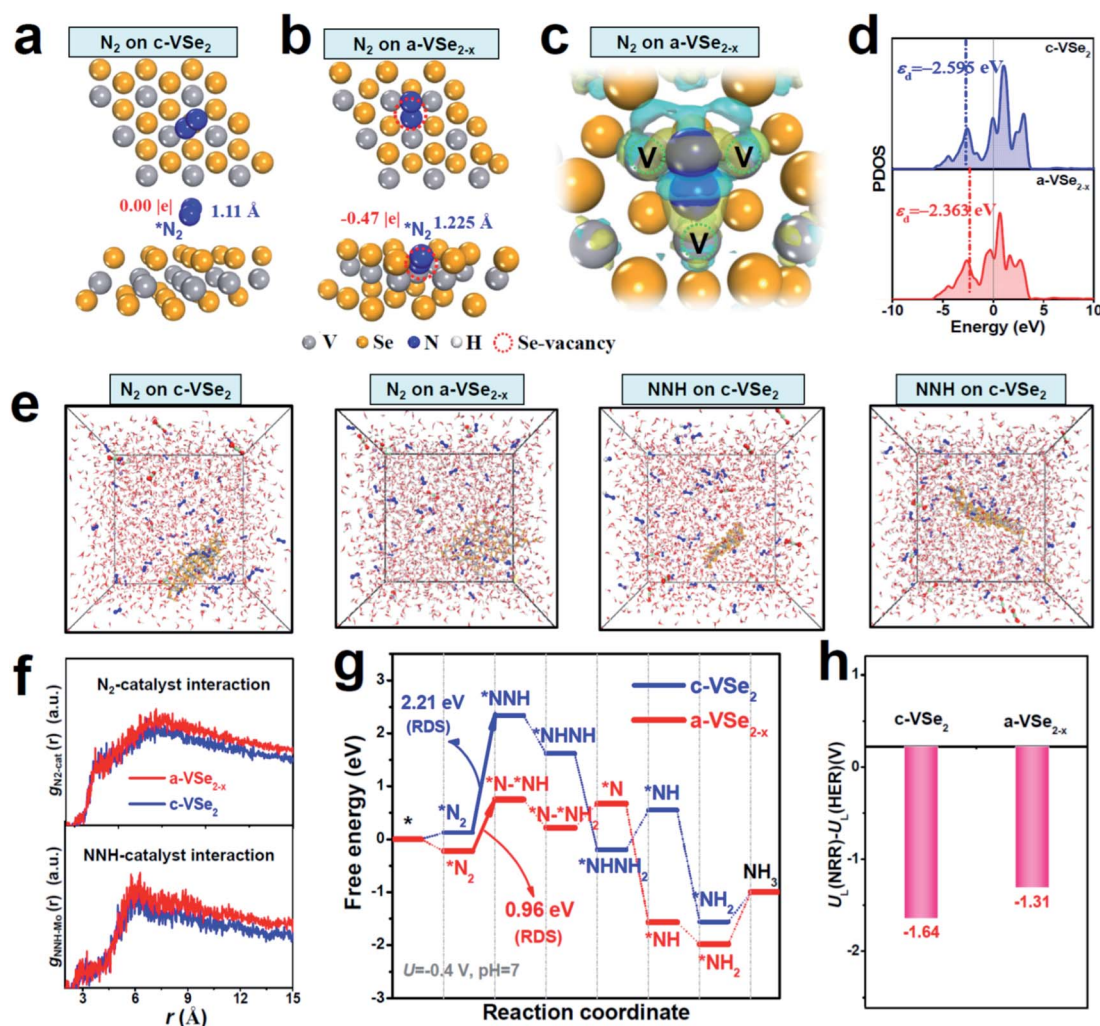 a
N₂ on c-VSe₂
0.00 |e|
1.11 Å
*N₂
b
N₂ on a-VSe₂₋ₓ
-0.47 |e|
*N₂
1.225 Å
V
Se
N
H
Se-vacancy
c
N₂ on a-VSe₂₋ₓ
V
V
V
d
c-VSe₂
εd=−2.595 eV
a-VSe₂₋ₓ
εd=−2.363 eV
PDOS
-10 -5 0 5 10
Energy (eV)
e
N₂ on c-VSe₂
N₂ on a-VSe₂₋ₓ
NNH on c-VSe₂
NNH on c-VSe₂
f
N₂-catalyst interaction
gN2-cat(r) (a.u.)
a-VSe₂₋ₓ
c-VSe₂
NNH-catalyst interaction
gNNH-Mo(r) (a.u.)
3 6 9 12 15
r (Å)
g
c-VSe₂
a-VSe₂₋ₓ
2.21 eV
(RDS)
*NNH
*NHNH
*N-*NH
*N-*NH₂
*N
*NH
*
*N₂
*N₂
*NHNH₂
0.96 eV
(RDS)
*NH
*NH₂
*NH₂
NH₃
U=-0.4 V, pH=7
Free energy (eV)
3
2
1
0
-1
-2
-3
Reaction coordinate
h
c-VSe₂
a-VSe₂₋ₓ
-1.64
-1.31
U_L(NRR)-U_L(HER)(V)
0
-1
-2